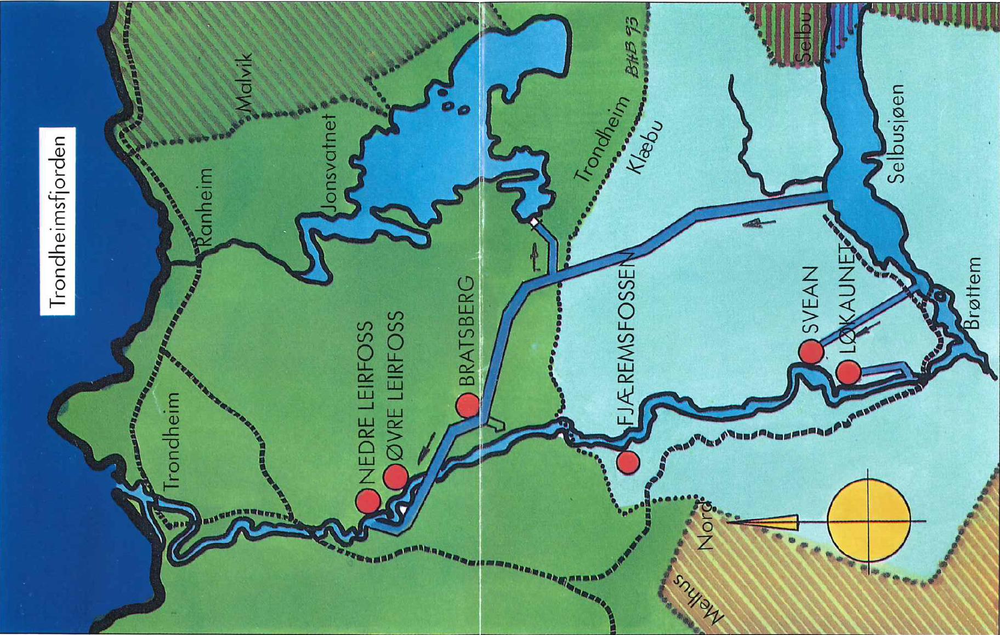 Trondheimsfjorden
Malvik
Ranheim
Jonsvatnet
Trondheim
NEDRE LEIRFOSS
ØVRE LEIRFOSS
BRATSBERG
Trondheim
Klæbu
BHB 93
FJÆREMSFOSSEN
Selbu
Selbusjøen
SVEAN
LØKAUNET
Brøttem
Nord
Melhus